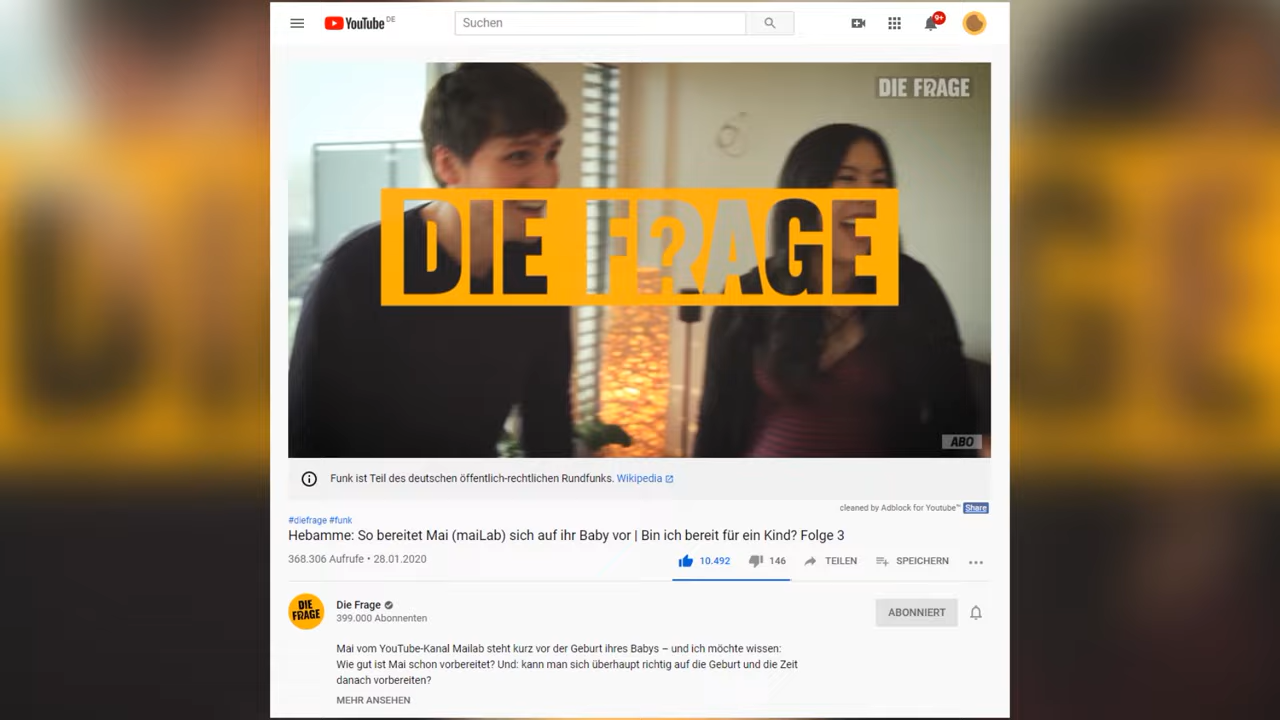 YouTube DE
Suchen
9+
DIE FRAGE
DIE FRAGE
ABO
Funk ist Teil des deutschen öffentlich-rechtlichen Rundfunks. Wikipedia
cleaned by Adblock for Youtube™ Share
#diefrage #funk
Hebamme: So bereitet Mai (maiLab) sich auf ihr Baby vor | Bin ich bereit für ein Kind? Folge 3
368.306 Aufrufe • 28.01.2020
10.492 146 TEILEN SPEICHERN
DIE FRAGE
Die Frage
399.000 Abonnenten
ABONNIERT
Mai vom YouTube-Kanal Mailab steht kurz vor der Geburt ihres Babys – und ich möchte wissen:
Wie gut ist Mai schon vorbereitet? Und: kann man sich überhaupt richtig auf die Geburt und die Zeit
danach vorbereiten?
MEHR ANSEHEN